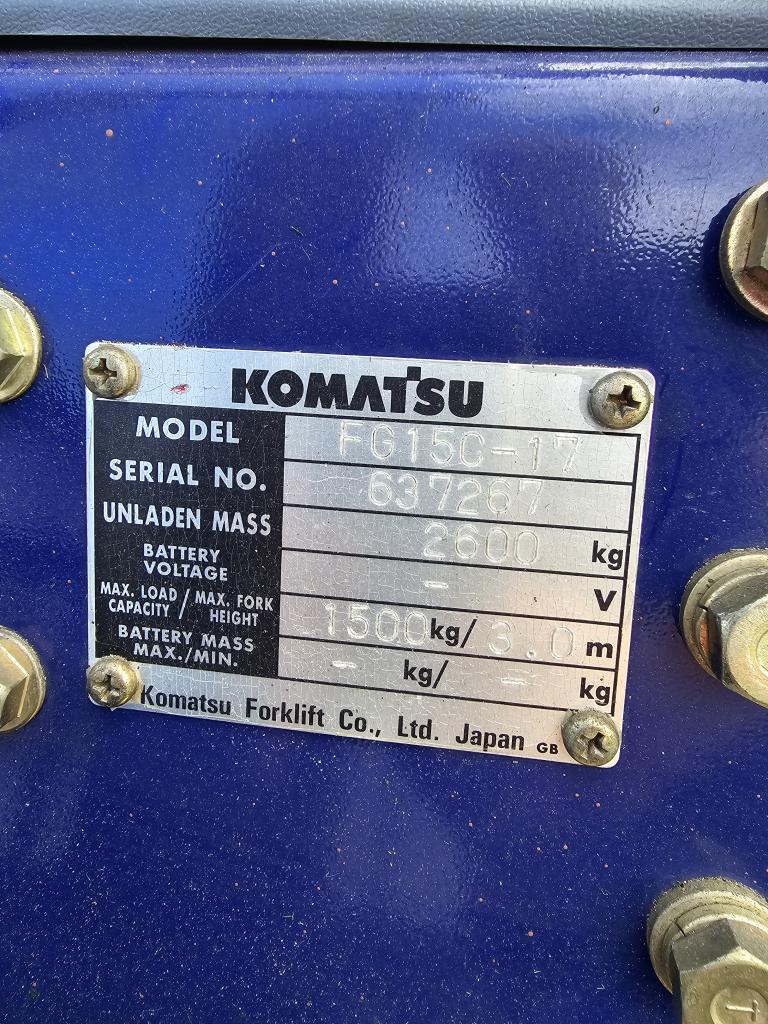 KOMATSU
MODEL FG15C-17
SERIAL NO. 637267
UNLADEN MASS 2600 kg
BATTERY VOLTAGE - V
MAX. LOAD CAPACITY / MAX. FORK HEIGHT 1500 kg/ 3.0 m
BATTERY MASS MAX./MIN. - kg/ - kg
Komatsu Forklift Co., Ltd. Japan GB
T